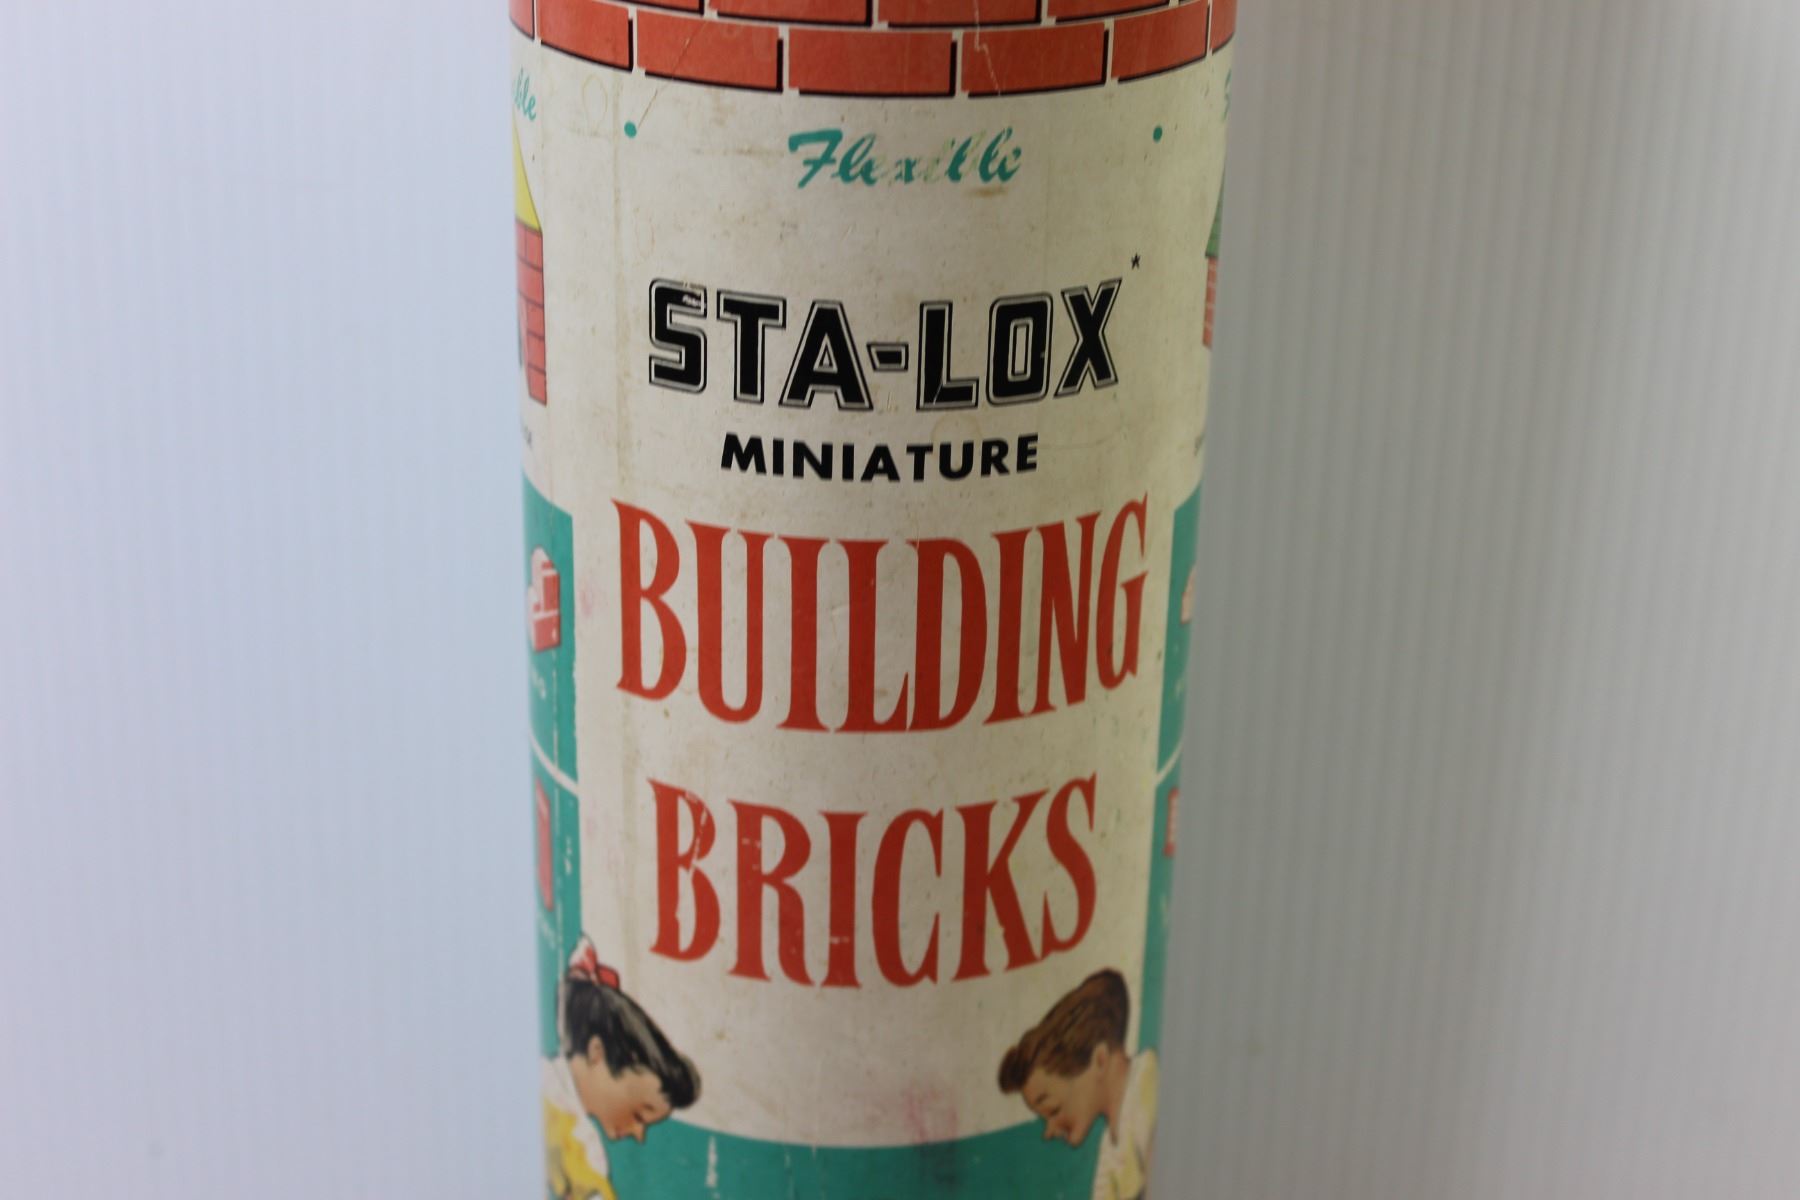 Flexible
STA-LOX*
MINIATURE
BUILDING
BRICKS